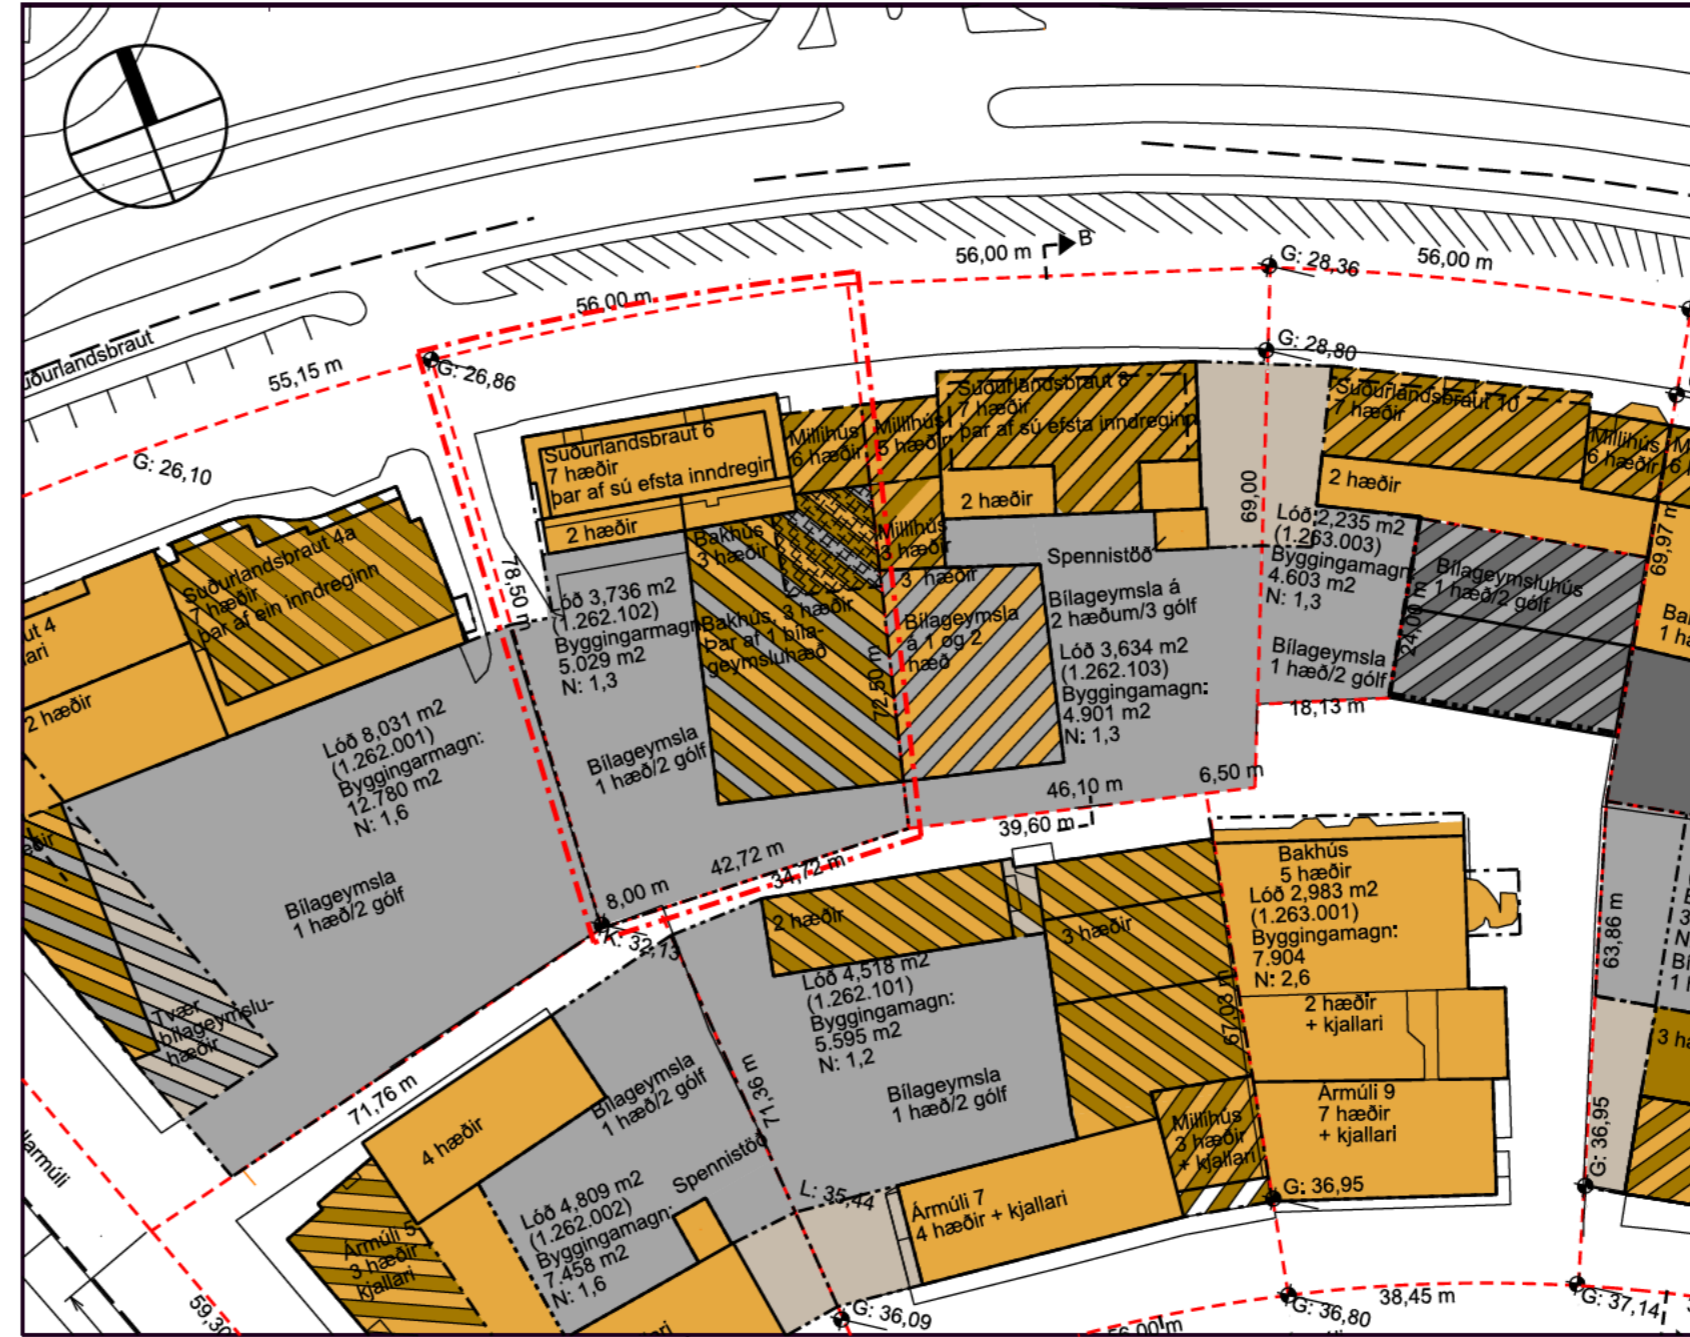 B
56,00 m
G: 28,36
56,00 m
56,00 m
G: 28,80
55,15 m
G: 26,86
G: 26,10
Suðurlandsbraut 8
7 hæðir
þar af sú efsta inndregin
Suðurlandsbraut 10
7 hæðir
Suðurlandsbraut 6
7 hæðir
þar af sú efsta inndregin
2 hæðir
Millihús
6 hæðir
Millihús
5 hæðir
2 hæðir
Millihús
6 hæðir
2 hæðir
69,00
69,97 m
Suðurlandsbraut 4a
7 hæðir
þar af ein inndreginn
78,50 m
Bakhús
3 hæðir
Millihús
3 hæðir
3 hæðir
Spennistöð
Lóð 2,235 m2
(1.263.003)
Byggingamagn:
4.603 m2
N: 1,3
Bílageymsla
1 hæð/2 gólf
Bílageymsluhús
1 hæð/2 gólf
24,00 m
18,13 m
Lóð 3,736 m2
(1.262.102)
Byggingarmagn:
5.029 m2
N: 1,3
Bakhús, 3 hæðir
þar af 1 bíla-
geymsluhæð
72,50 m
Bílageymsla
á 1 og 2
hæð
Bílageymsla á
2 hæðum/3 gólf
Lóð 3,634 m2
(1.262.103)
Byggingamagn:
4.901 m2
N: 1,3
Bílageymsla
1 hæð/2 gólf
2 hæðir
Lóð 8,031 m2
(1.262.001)
Byggingarmagn:
12.780 m2
N: 1,6
Bílageymsla
1 hæð/2 gólf
6,50 m
46,10 m
39,60 m
42,72 m
34,72 m
8,00 m
K: 32,73
Tvær
bílageymslu-
hæðir
2 hæðir
3 hæðir
Bakhús
5 hæðir
Lóð 2,983 m2
(1.263.001)
Byggingamagn:
7.904
N: 2,6
2 hæðir
+ kjallari
Ármúli 9
7 hæðir
+ kjallari
67,03 m
63,86 m
Lóð 4,518 m2
(1.262.101)
Byggingamagn:
5.595 m2
N: 1,2
Bílageymsla
1 hæð/2 gólf
71,36 m
71,76 m
Bílageymsla
1 hæð/2 gólf
4 hæðir
Spennistöð
Millihús
3 hæðir
+ kjallari
Lóð 4,809 m2
(1.262.002)
Byggingamagn:
7.458 m2
N: 1,6
Ármúli 5
3 hæðir
kjallari
L: 35,44
Ármúli 7
4 hæðir + kjallari
G: 36,95
G: 36,95
G: 36,09
G: 36,80
38,45 m
G: 37,14
56,00 m